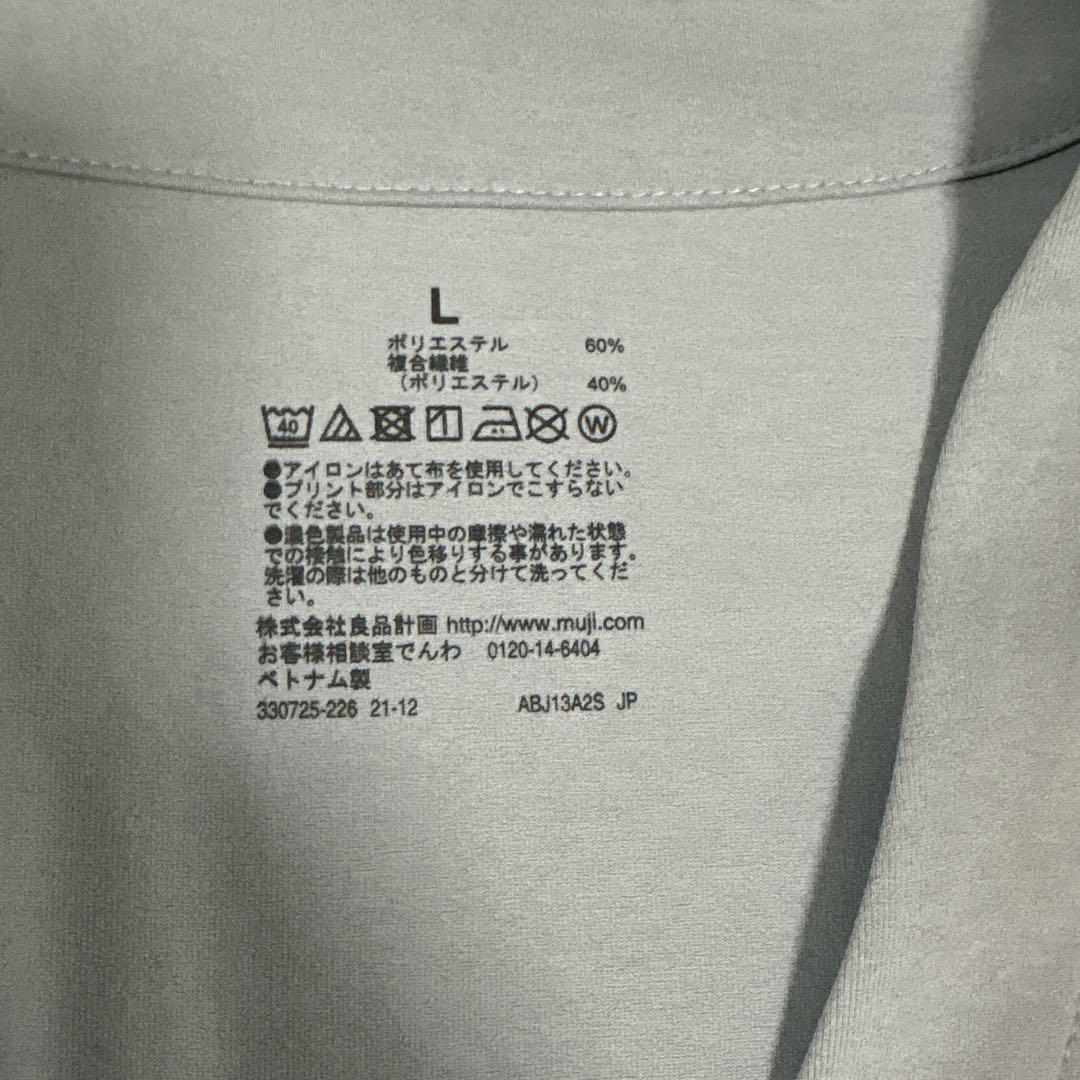 L
ポリエステル 60%
複合繊維
（ポリエステル） 40%
40
W
●アイロンはあて布を使用してください。
●プリント部分はアイロンでこすらない
でください。
●濃色製品は使用中の摩擦や濡れた状態
での接触により色移りする事があります。
洗濯の際は他のものと分けて洗ってくだ
さい。
株式会社良品計画 http://www.muji.com
お客様相談室でんわ 0120-14-6404
ベトナム製
330725-226 21-12 ABJ13A2S JP